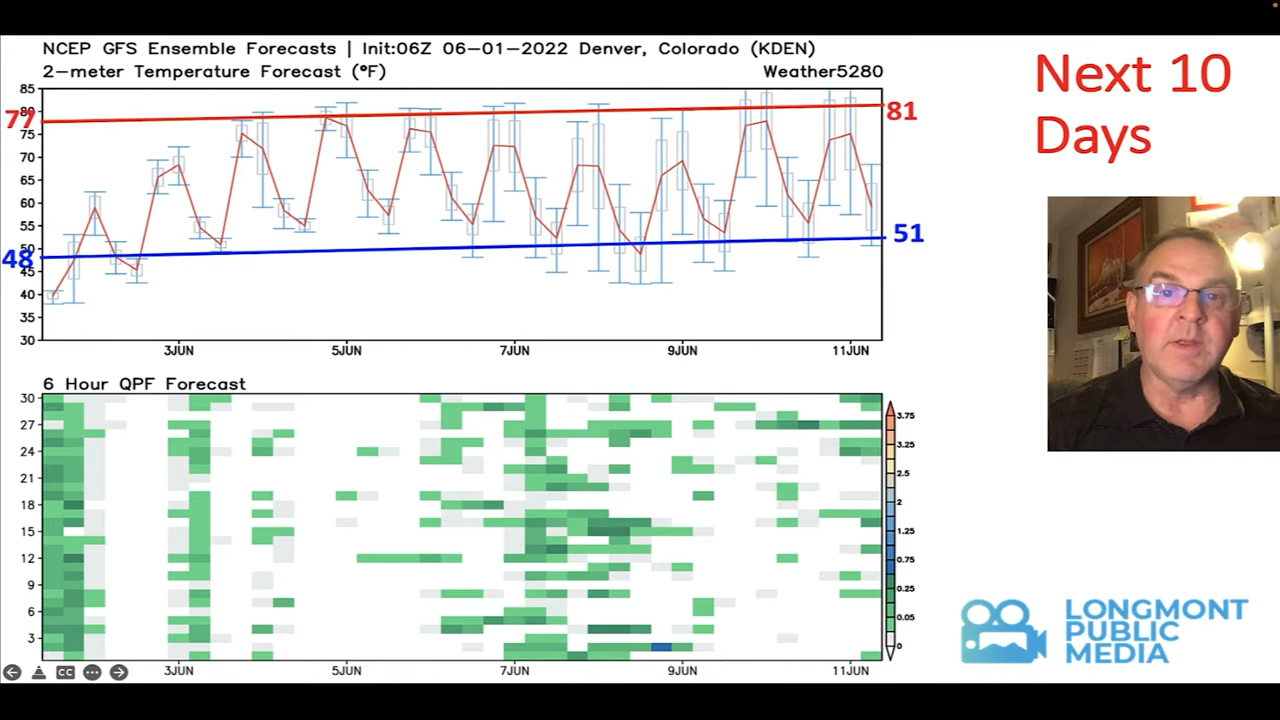 NCEP GFS Ensemble Forecasts | Init:06Z 06-01-2022 Denver, Colorado (KDEN)
2-meter Temperature Forecast (°F)
Weather5280
Next 10
Days
85
80
77
81
75
70
65
60
55
50
48
51
45
40
35
30
3JUN
5JUN
7JUN
9JUN
11JUN
6 Hour QPF Forecast
30
27
24
21
18
15
12
9
6
3
3.75
3.25
2.5
2
1.25
0.75
0.25
0.05
0
3JUN
5JUN
7JUN
9JUN
11JUN
CC
LONGMONT
PUBLIC
MEDIA